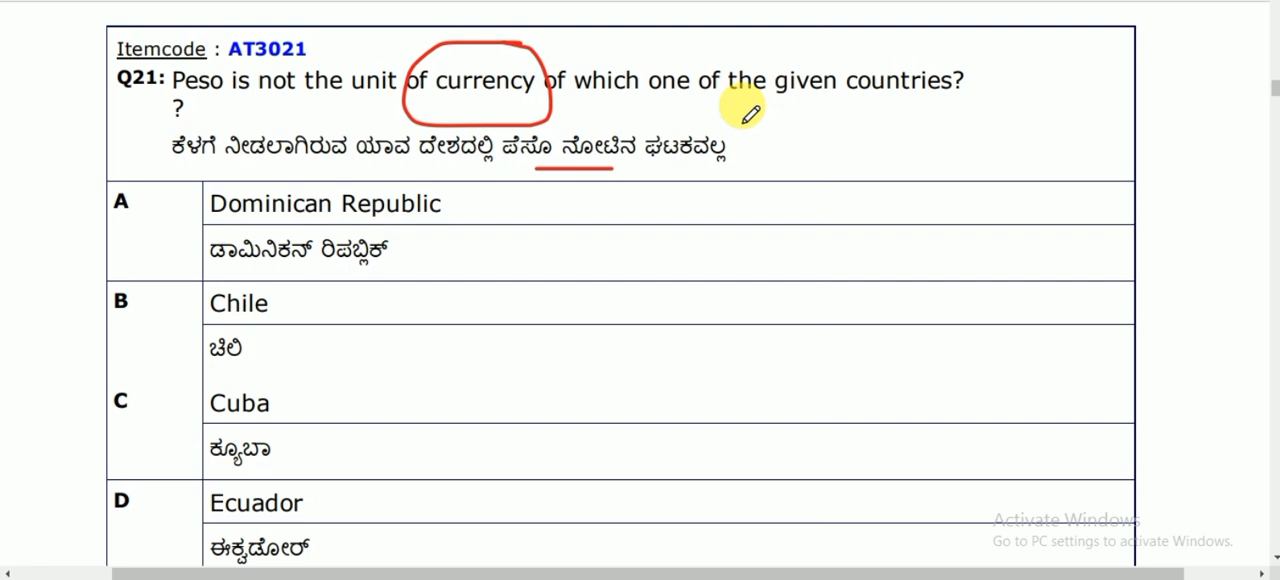 Itemcode : AT3021
Q21: Peso is not the unit of currency of which one of the given countries?
?
ಕೆಳಗೆ ನೀಡಲಾಗಿರುವ ಯಾವ ದೇಶದಲ್ಲಿ ಪೆಸೊ ನೋಟಿನ ಘಟಕವಲ್ಲ
A Dominican Republic
ಡಾಮಿನಿಕನ್ ರಿಪಬ್ಲಿಕ್
B Chile
ಚಿಲಿ
C Cuba
ಕ್ಯೂಬಾ
D Ecuador
ಈಕ್ವಡೋರ್
Activate Windows
Go to PC settings to activate Windows.